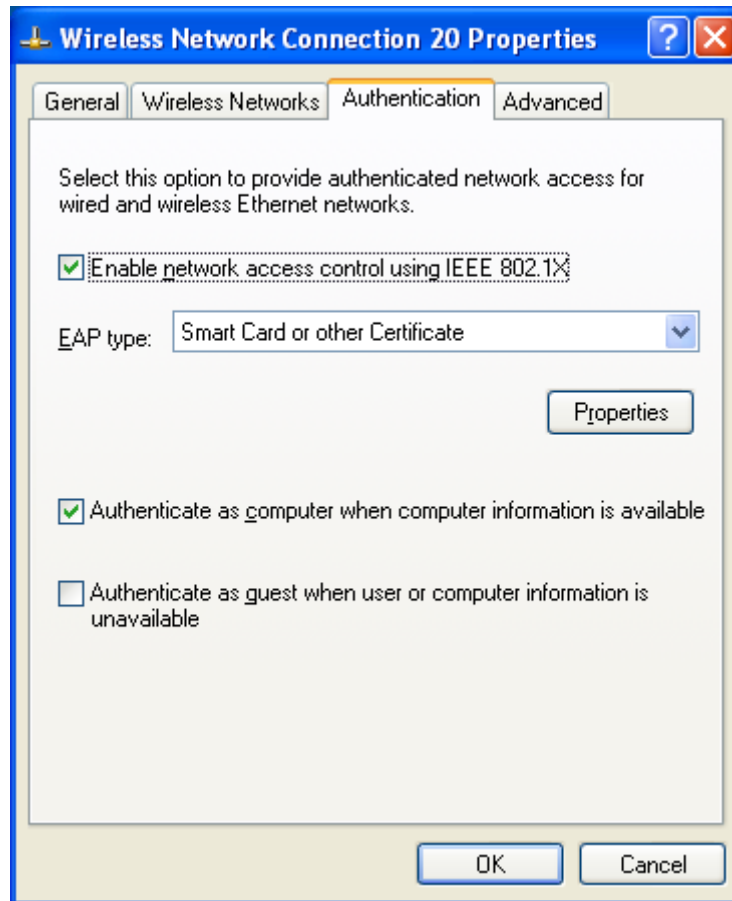 Wireless Network Connection 20 Properties
General Wireless Networks Authentication Advanced
Select this option to provide authenticated network access for
wired and wireless Ethernet networks.
Enable network access control using IEEE 802.1X
EAP type: Smart Card or other Certificate
Properties
Authenticate as computer when computer information is available
Authenticate as guest when user or computer information is
unavailable
OK Cancel